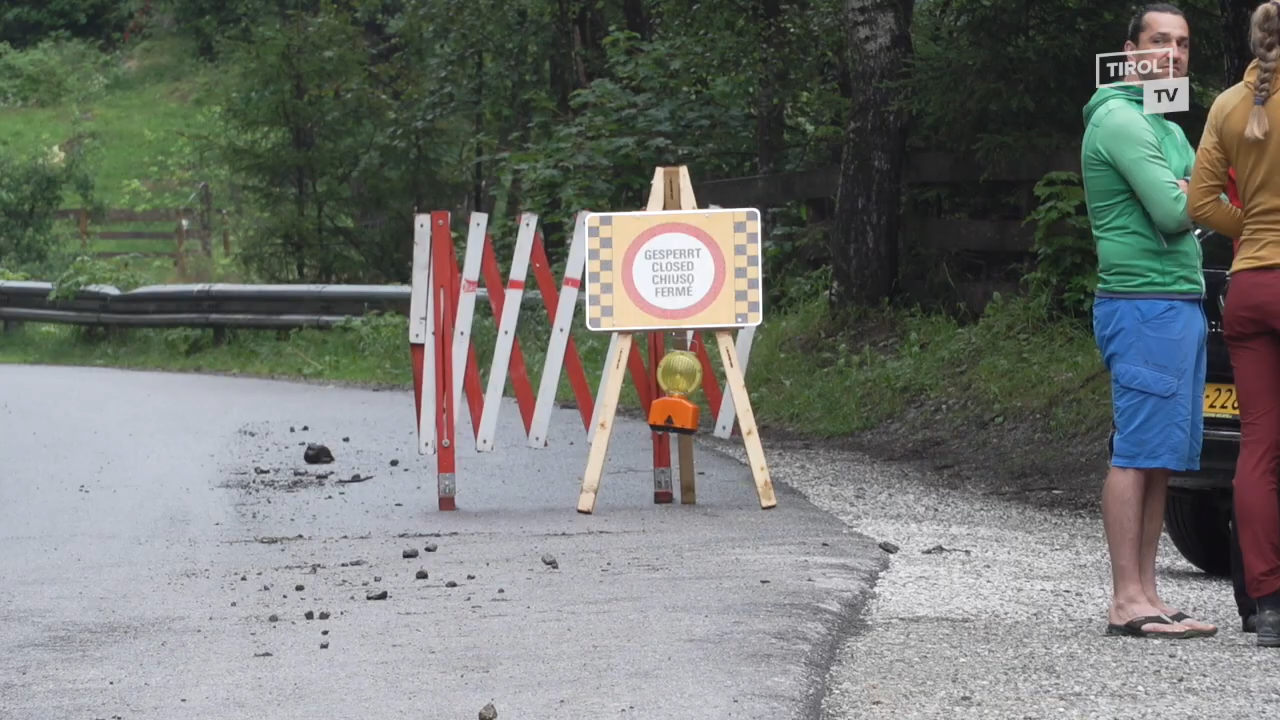 TIROL
TV
GESPERRT
CLOSED
CHIUSO
FERMÉ